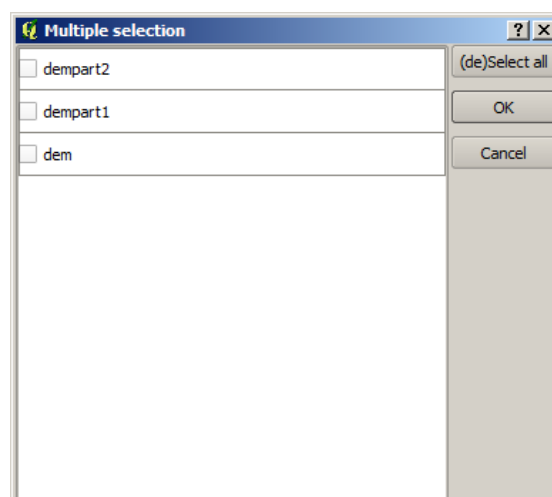 Multiple selection
dempart2
dempart1
dem
(de)Select all
OK
Cancel